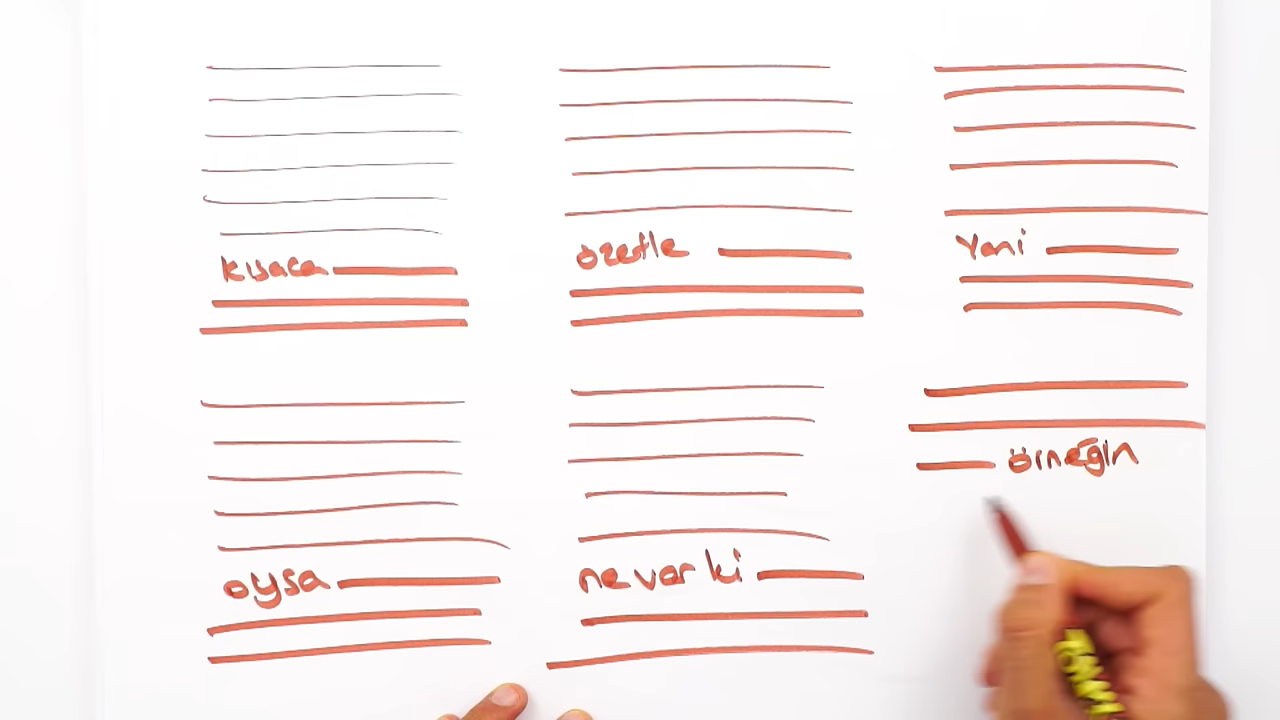 kısaca
özetle
Yani
oysa
ne var ki
örneğin